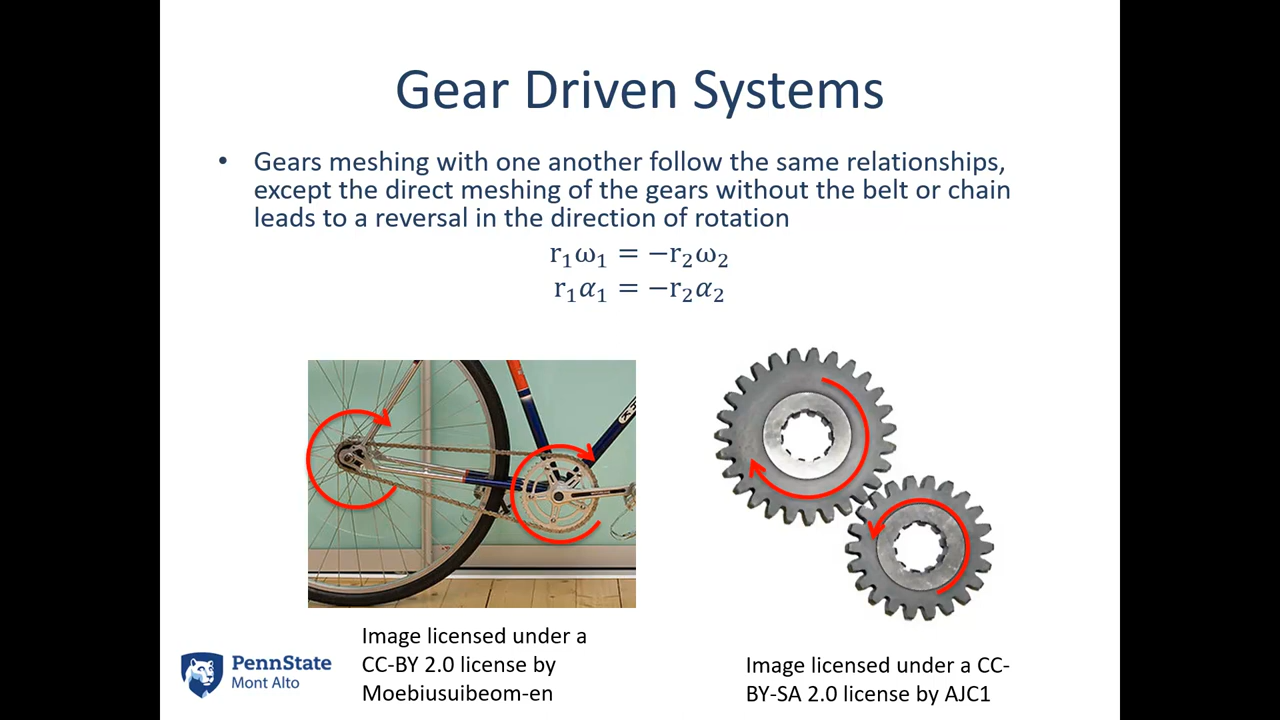 Gear Driven Systems
• Gears meshing with one another follow the same relationships,
except the direct meshing of the gears without the belt or chain
leads to a reversal in the direction of rotation
r₁ω₁ = −r₂ω₂
r₁α₁ = −r₂α₂
Image licensed under a
CC-BY 2.0 license by
Moebiusuibeom-en
Image licensed under a CC-
BY-SA 2.0 license by AJC1
PennState
Mont Alto